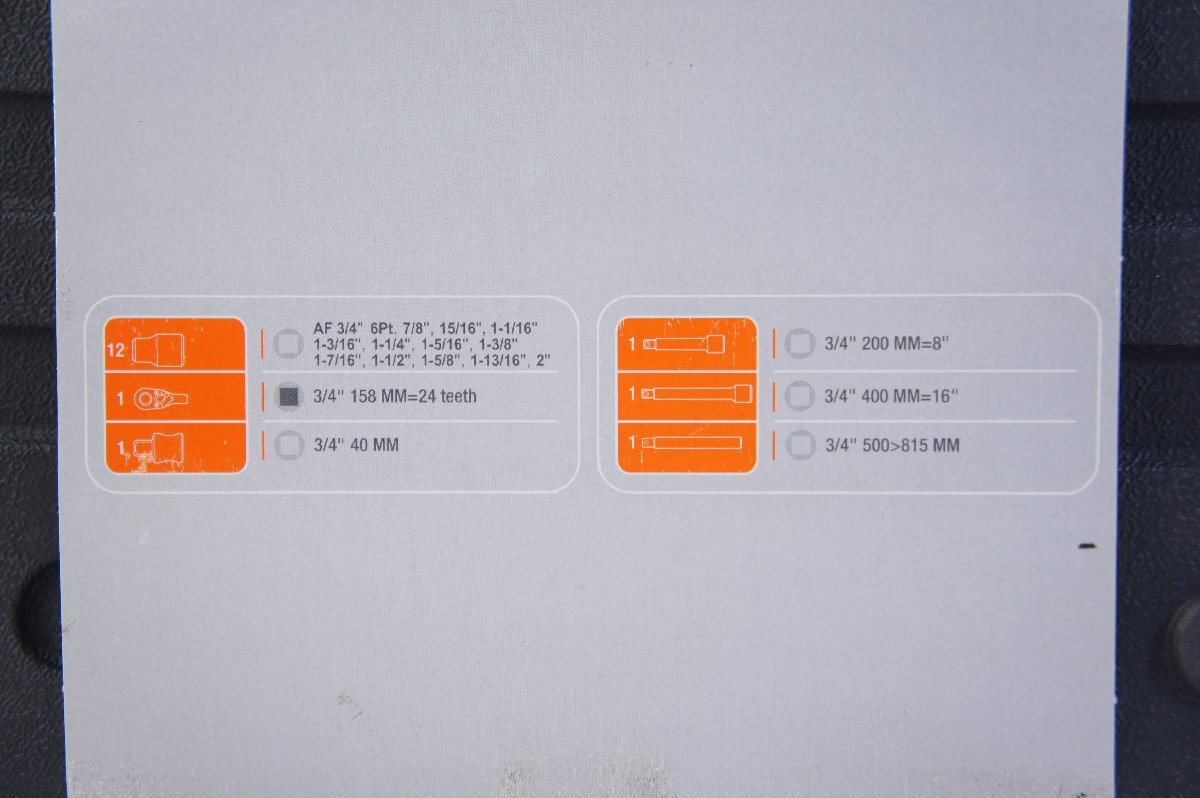 12
AF 3/4" 6Pt. 7/8", 15/16", 1-1/16"
1-3/16", 1-1/4", 1-5/16", 1-3/8"
1-7/16", 1-1/2", 1-5/8", 1-13/16", 2"
1
3/4" 158 MM=24 teeth
1
3/4" 40 MM
1
3/4" 200 MM=8"
1
3/4" 400 MM=16"
1
3/4" 500>815 MM